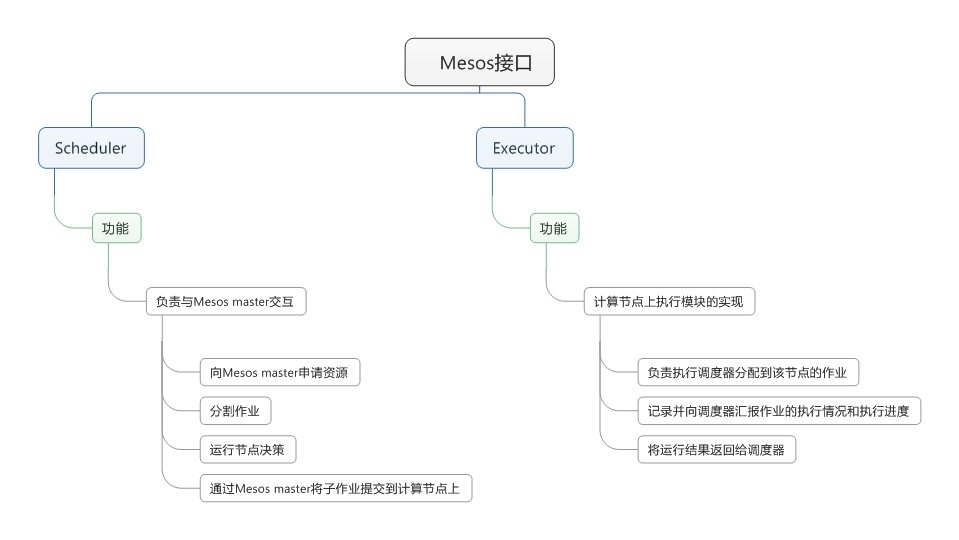 Mesos接口
Scheduler
功能
负责与Mesos master交互
向Mesos master申请资源
分割作业
运行节点决策
通过Mesos master将子作业提交到计算节点上
Executor
功能
计算节点上执行模块的实现
负责执行调度器分配到该节点的作业
记录并向调度器汇报作业的执行情况和执行进度
将运行结果返回给调度器